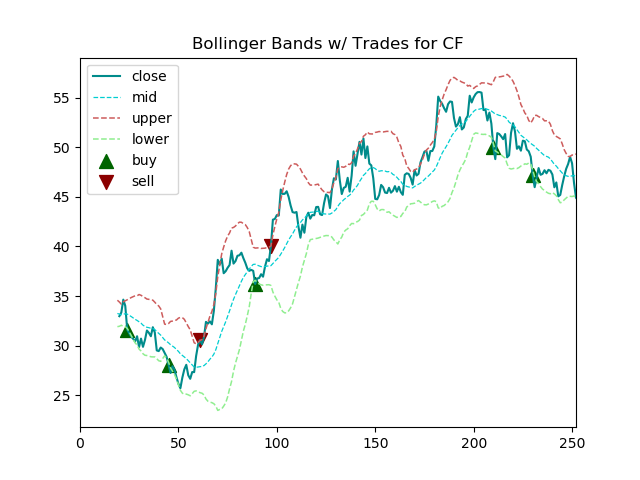 Bollinger Bands w/ Trades for CF
close
mid
upper
lower
buy
sell
55
50
45
40
35
30
25
0 50 100 150 200 250